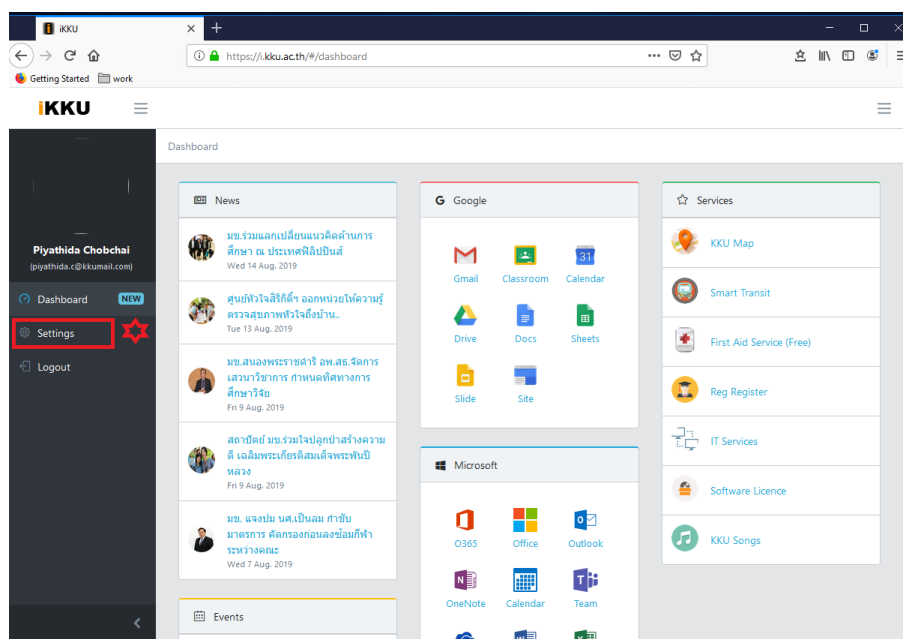 iKKU
https://i.kku.ac.th/#/dashboard
Getting Started
work
iKKU
Dashboard
Piyathida Chobchai
(piyathida.c@kkumail.com)
Dashboard
NEW
Settings
Logout
News
มข.ร่วมแลกเปลี่ยนแนวคิดด้านการ
ศึกษา ณ ประเทศฟิลิปปินส์
Wed 14 Aug. 2019
ศูนย์หัวใจสิริกิติ์ฯ ออกหน่วยให้ความรู้
ตรวจสุขภาพหัวใจถึงบ้าน..
Tue 13 Aug. 2019
มข.สนองพระราชดำริ อพ.สธ.จัดการ
เสวนาวิชาการ กำหนดทิศทางการ
ศึกษาวิจัย
Fri 9 Aug. 2019
สถาปัตย์ มข.ร่วมใจปลูกป่าสร้างความ
ดี เฉลิมพระเกียรติสมเด็จพระพันปี
หลวง
Fri 9 Aug. 2019
มข. แจงปม นศ.เป็นลม กำชับ
มาตรการ คัดกรองก่อนลงซ้อมกีฬา
ระหว่างคณะ
Wed 7 Aug. 2019
Events
Google
Gmail
Classroom
31
Calendar
Drive
Docs
Sheets
Slide
Site
Microsoft
O365
Office
Outlook
OneNote
Calendar
Team
Services
KKU Map
Smart Transit
First Aid Service (Free)
Reg Register
IT Services
Software Licence
KKU Songs